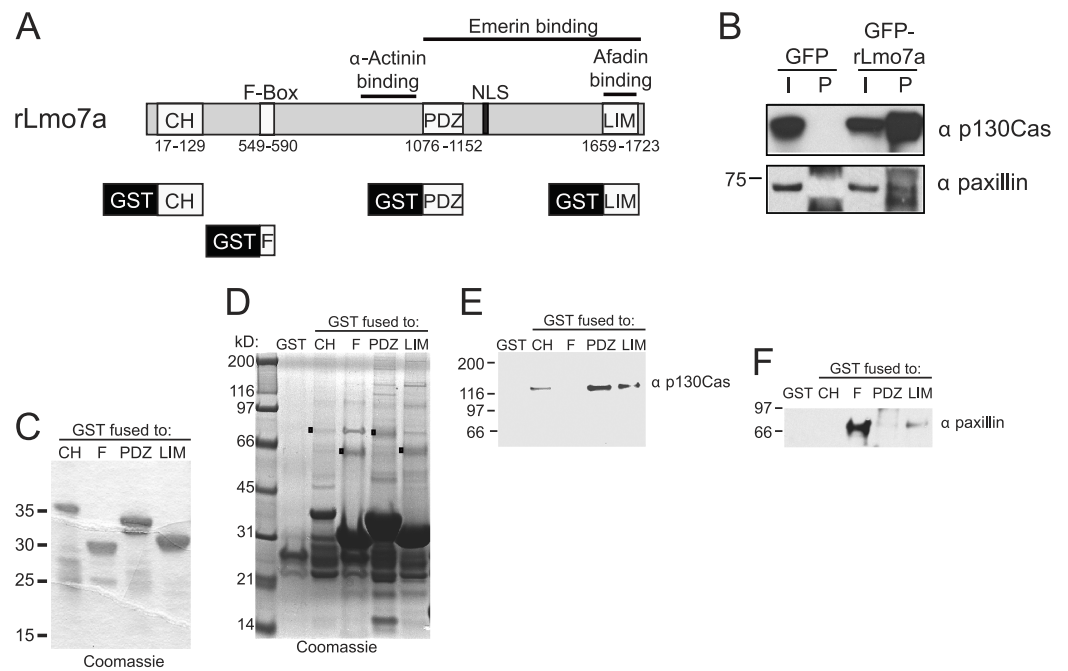 A
Emerin binding
α-Actinin
binding
Afadin
binding
F-Box
NLS
rLmo7a
CH
PDZ
LIM
17-129
549-590
1076-1152
1659-1723
GST CH
GST PDZ
GST LIM
GST F
B
GFP
GFP-
rLmo7a
I P I P
α p130Cas
75
α paxillin
C
GST fused to:
CH F PDZ LIM
35
30
25
15
Coomassie
D
GST fused to:
kD: GST CH F PDZ LIM
200
116
97
66
45
31
21
14
Coomassie
E
GST fused to:
GST CH F PDZ LIM
200
116
97
66
α p130Cas
F
GST fused to:
GST CH F PDZ LIM
97
66
α paxillin